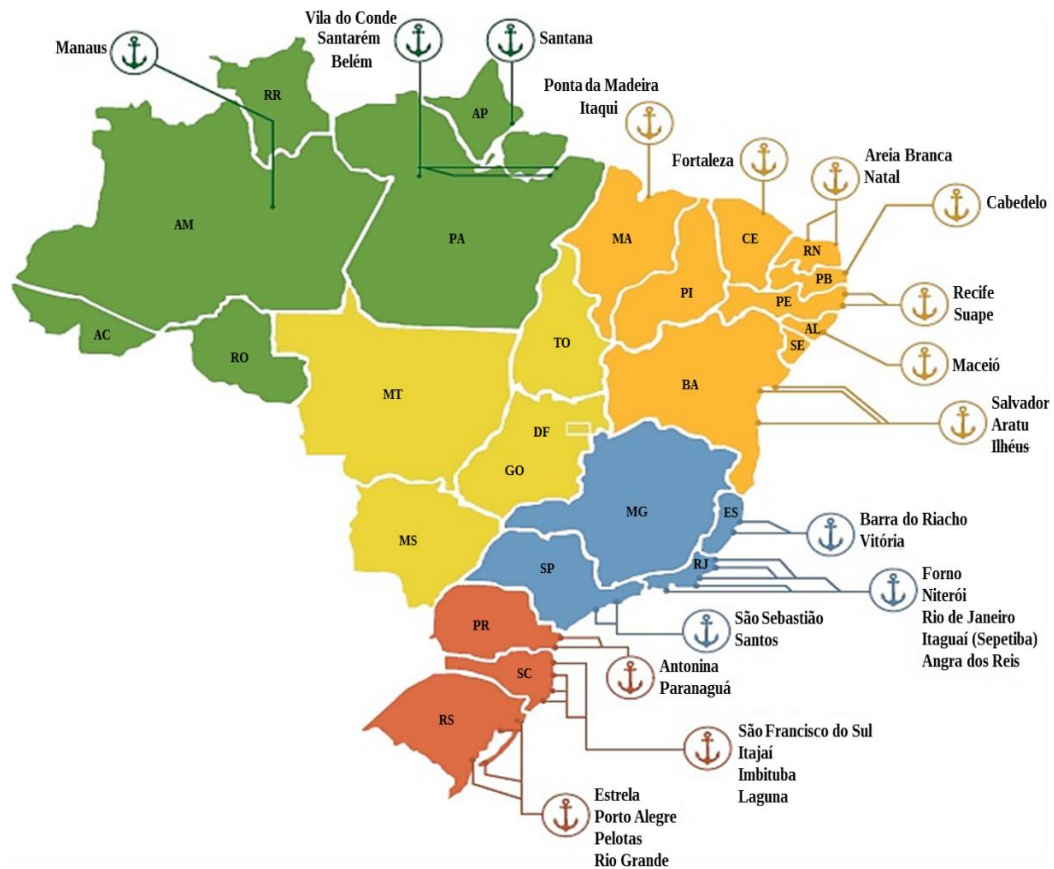 Manaus
Vila do Conde
Santarém
Belém
Santana
Ponta da Madeira
Itaqui
Fortaleza
Areia Branca
Natal
Cabedelo
Recife
Suape
Maceió
Salvador
Aratu
Ilhéus
Barra do Riacho
Vitória
Forno
Niterói
Rio de Janeiro
Itaguaí (Sepetiba)
Angra dos Reis
São Sebastião
Santos
Antonina
Paranaguá
São Francisco do Sul
Itajaí
Imbituba
Laguna
Estrela
Porto Alegre
Pelotas
Rio Grande
RR
AP
AM
PA
MA
CE
RN
PB
PI
PE
AL
SE
AC
RO
TO
BA
MT
DF
GO
MG
ES
MS
SP
RJ
PR
SC
RS